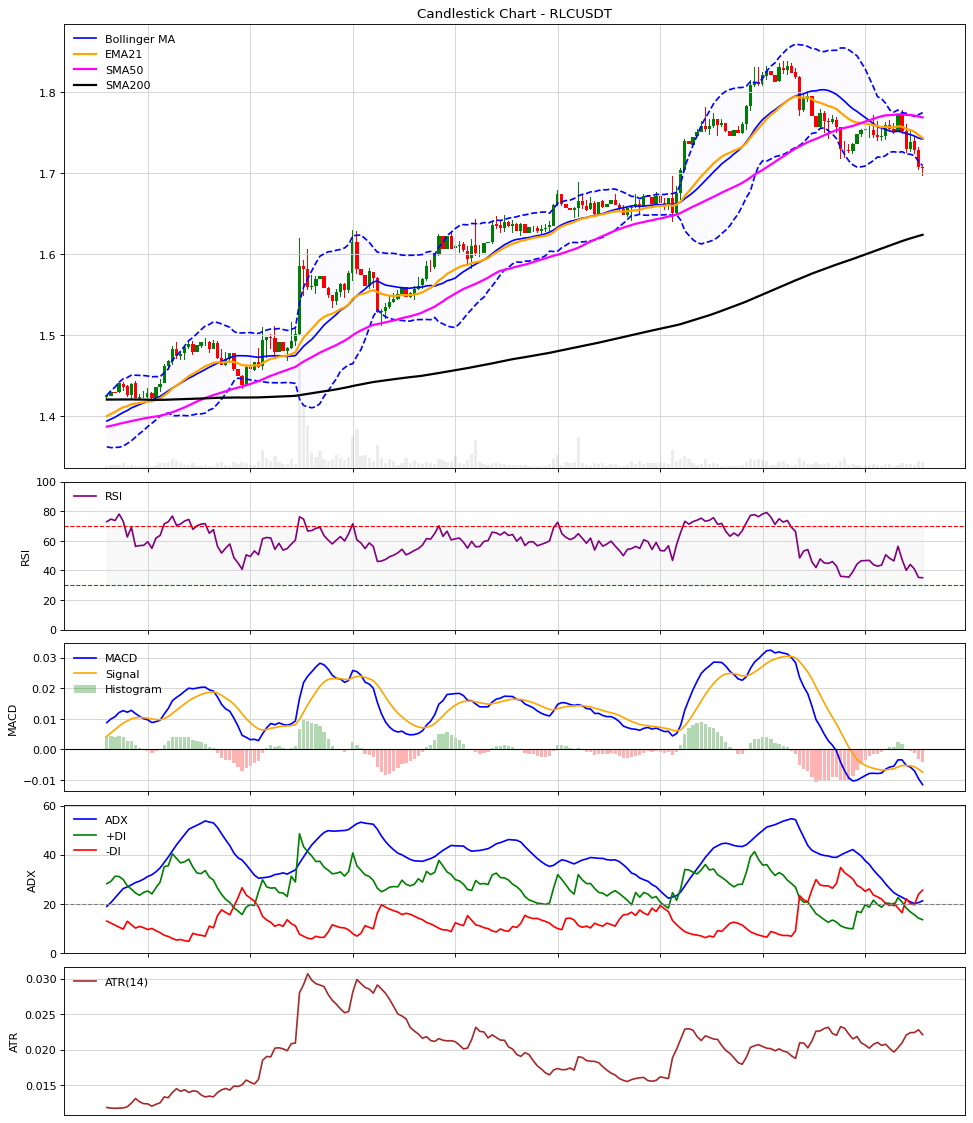 Candlestick Chart - RLCUSDT
Bollinger MA
EMA21
SMA50
SMA200
1.8
1.7
1.6
1.5
1.4
RSI
RSI
100
80
60
40
20
0
MACD
Signal
Histogram
MACD
0.03
0.02
0.01
0.00
−0.01
ADX
+DI
-DI
ADX
60
40
20
0
ATR(14)
ATR
0.030
0.025
0.020
0.015